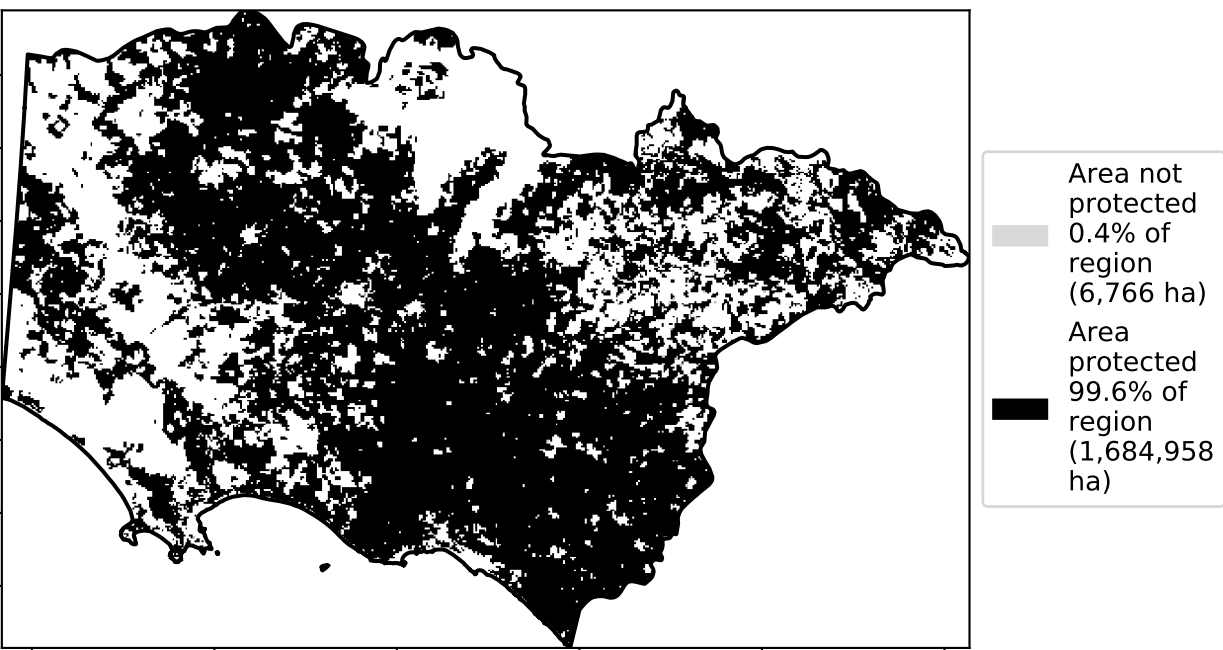 Area not
protected
0.4% of
region
(6,766 ha)
Area
protected
99.6% of
region
(1,684,958
ha)